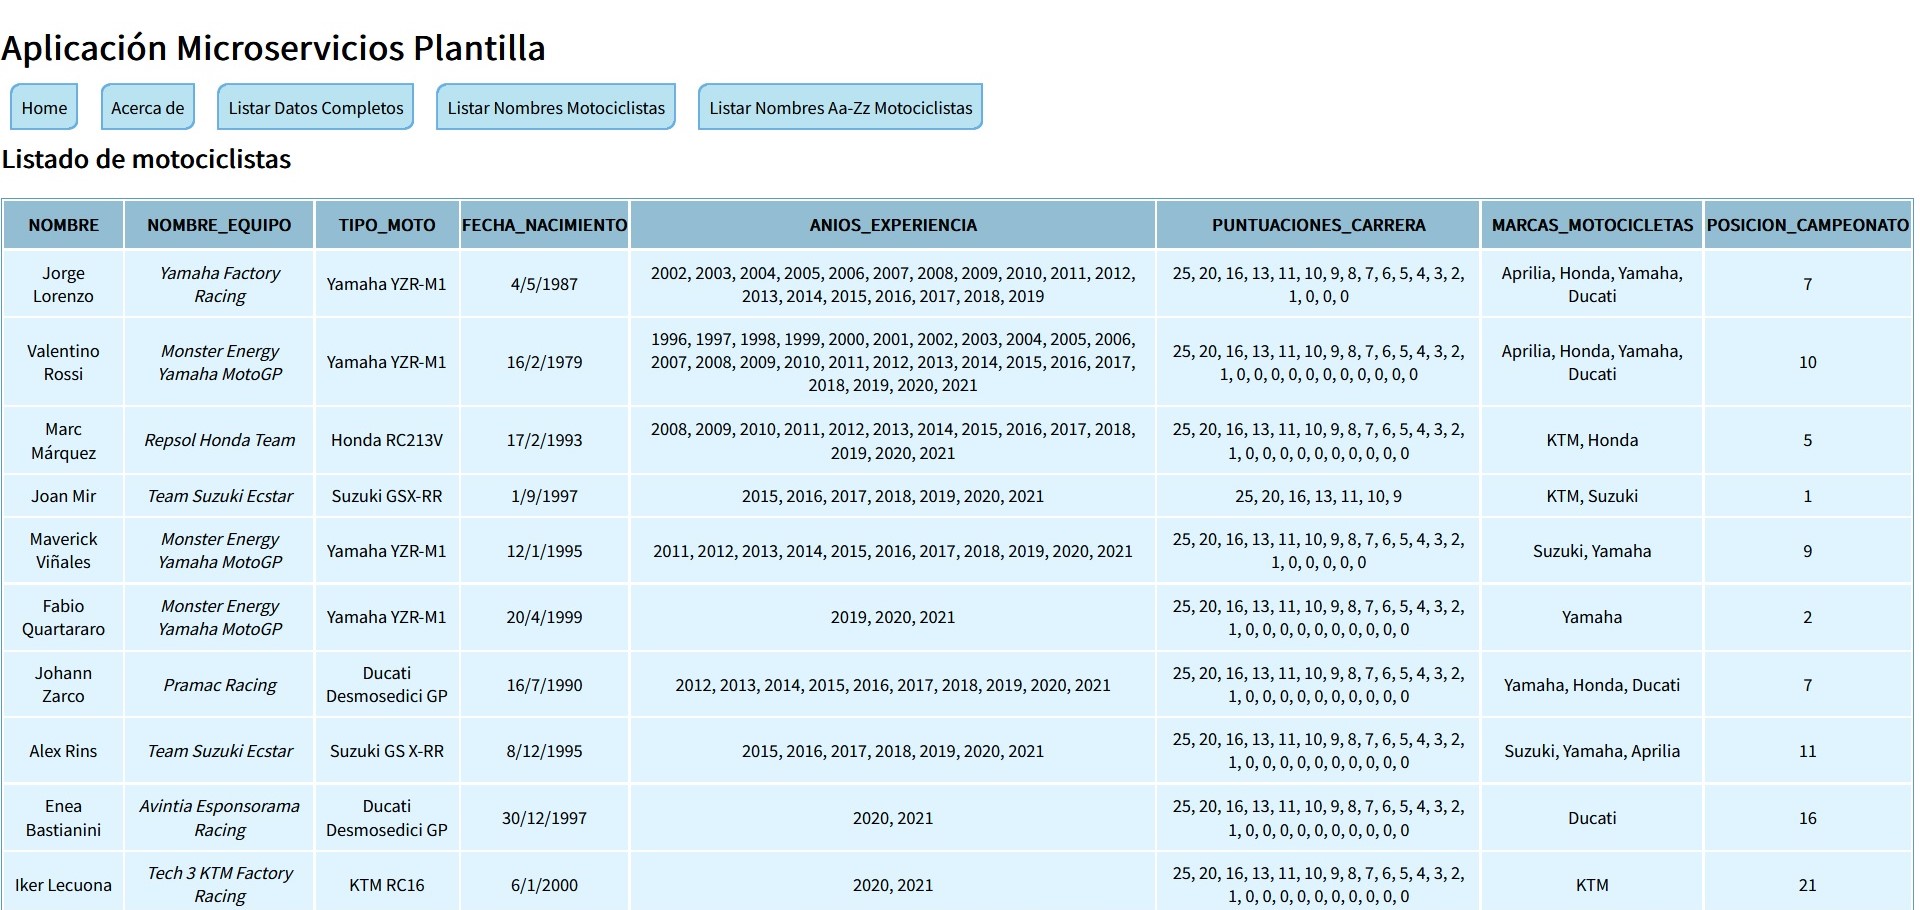 Aplicación Microservicios Plantilla
Home Acerca de Listar Datos Completos Listar Nombres Motociclistas Listar Nombres Aa-Zz Motociclistas
Listado de motociclistas
NOMBRE NOMBRE_EQUIPO TIPO_MOTO FECHA_NACIMIENTO ANIOS_EXPERIENCIA PUNTUACIONES_CARRERA MARCAS_MOTOCICLETAS POSICION_CAMPEONATO
Jorge Yamaha Factory 2002, 2003, 2004, 2005, 2006, 2007, 2008, 2009, 2010, 2011, 2012, 25, 20, 16, 13, 11, 10, 9, 8, 7, 6, 5, 4, 3, 2, Aprilia, Honda, Yamaha,
Yamaha YZR-M1 4/5/1987 7
Lorenzo Racing 2013, 2014, 2015, 2016, 2017, 2018, 2019 1, 0, 0, 0 Ducati
1996, 1997, 1998, 1999, 2000, 2001, 2002, 2003, 2004, 2005, 2006,
Valentino Monster Energy 25, 20, 16, 13, 11, 10, 9, 8, 7, 6, 5, 4, 3, 2, Aprilia, Honda, Yamaha,
Yamaha YZR-M1 16/2/1979 2007, 2008, 2009, 2010, 2011, 2012, 2013, 2014, 2015, 2016, 2017, 10
Rossi Yamaha MotoGP 1, 0, 0, 0, 0, 0, 0, 0, 0, 0, 0, 0 Ducati
2018, 2019, 2020, 2021
Marc 2008, 2009, 2010, 2011, 2012, 2013, 2014, 2015, 2016, 2017, 2018, 25, 20, 16, 13, 11, 10, 9, 8, 7, 6, 5, 4, 3, 2,
Repsol Honda Team Honda RC213V 17/2/1993 KTM, Honda 5
Márquez 2019, 2020, 2021 1, 0, 0, 0, 0, 0, 0, 0, 0, 0, 0
Joan Mir Team Suzuki Ecstar Suzuki GSX-RR 1/9/1997 2015, 2016, 2017, 2018, 2019, 2020, 2021 25, 20, 16, 13, 11, 10, 9 KTM, Suzuki 1
Maverick Monster Energy 25, 20, 16, 13, 11, 10, 9, 8, 7, 6, 5, 4, 3, 2,
Yamaha YZR-M1 12/1/1995 2011, 2012, 2013, 2014, 2015, 2016, 2017, 2018, 2019, 2020, 2021 Suzuki, Yamaha 9
Viñales Yamaha MotoGP 1, 0, 0, 0, 0, 0
Fabio Monster Energy 25, 20, 16, 13, 11, 10, 9, 8, 7, 6, 5, 4, 3, 2,
Yamaha YZR-M1 20/4/1999 2019, 2020, 2021 Yamaha 2
Quartararo Yamaha MotoGP 1, 0, 0, 0, 0, 0, 0, 0, 0, 0, 0
Johann Ducati 25, 20, 16, 13, 11, 10, 9, 8, 7, 6, 5, 4, 3, 2,
Pramac Racing 16/7/1990 2012, 2013, 2014, 2015, 2016, 2017, 2018, 2019, 2020, 2021 Yamaha, Honda, Ducati 7
Zarco Desmosedici GP 1, 0, 0, 0, 0, 0, 0, 0, 0, 0, 0
25, 20, 16, 13, 11, 10, 9, 8, 7, 6, 5, 4, 3, 2,
Alex Rins Team Suzuki Ecstar Suzuki GS X-RR 8/12/1995 2015, 2016, 2017, 2018, 2019, 2020, 2021 Suzuki, Yamaha, Aprilia 11
1, 0, 0, 0, 0, 0, 0, 0, 0, 0, 0
Enea Avintia Esponsorama Ducati 25, 20, 16, 13, 11, 10, 9, 8, 7, 6, 5, 4, 3, 2,
30/12/1997 2020, 2021 Ducati 16
Bastianini Racing Desmosedici GP 1, 0, 0, 0, 0, 0, 0, 0, 0, 0, 0
Tech 3 KTM Factory 25, 20, 16, 13, 11, 10, 9, 8, 7, 6, 5, 4, 3, 2,
Iker Lecuona KTM RC16 6/1/2000 2020, 2021 KTM 21
Racing 1, 0, 0, 0, 0, 0, 0, 0, 0, 0, 0